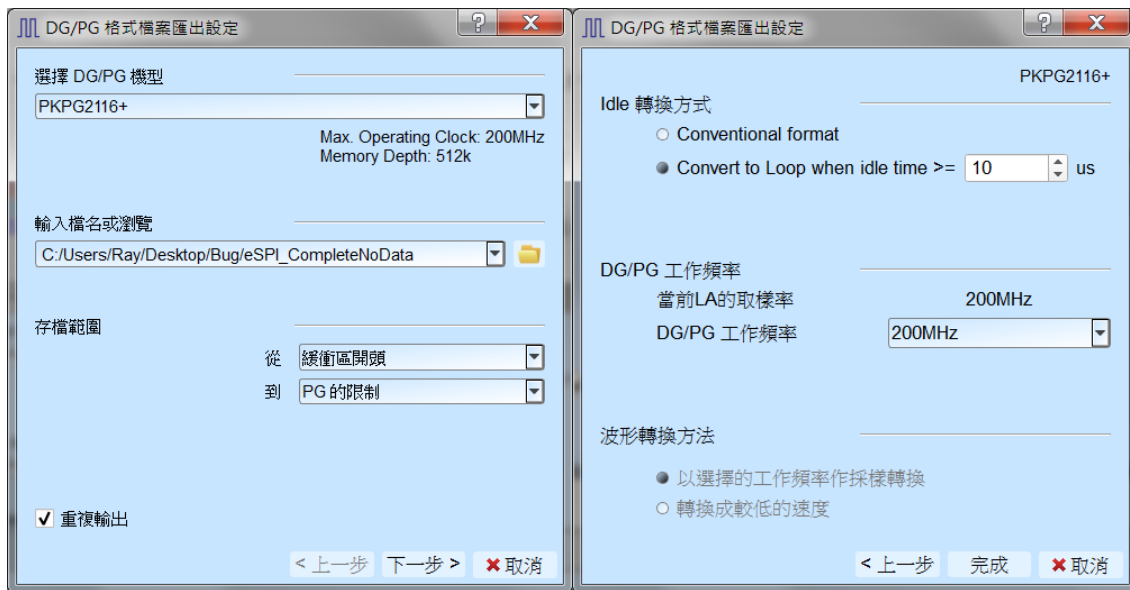 DG/PG 格式檔案匯出設定
選擇 DG/PG 機型
PKPG2116+
Max. Operating Clock: 200MHz
Memory Depth: 512k
輸入檔名或瀏覽
C:/Users/Ray/Desktop/Bug/eSPI_CompleteNoData
存檔範圍
從 緩衝區開頭
到 PG 的限制
重複輸出
< 上一步 下一步 > 取消
DG/PG 格式檔案匯出設定
PKPG2116+
Idle 轉換方式
Conventional format
Convert to Loop when idle time >= 10 us
DG/PG 工作頻率
當前LA的取樣率 200MHz
DG/PG 工作頻率 200MHz
波形轉換方法
以選擇的工作頻率作採樣轉換
轉換成較低的速度
< 上一步 完成 取消